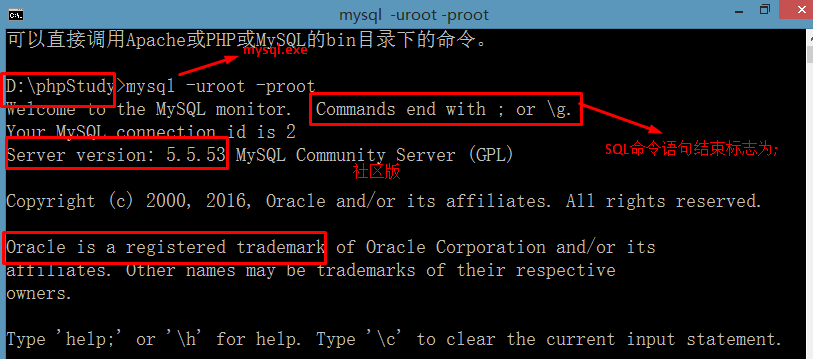 mysql -uroot -proot
可以直接调用Apache或PHP或MySQL的bin目录下的命令。
mysql.exe
D:\phpStudy>mysql -uroot -proot
Welcome to the MySQL monitor.  Commands end with ; or \g.
Your MySQL connection id is 2
SQL命令语句结束标志为;
Server version: 5.5.53 MySQL Community Server (GPL)
社区版
Copyright (c) 2000, 2016, Oracle and/or its affiliates. All rights reserved.
Oracle is a registered trademark of Oracle Corporation and/or its
affiliates. Other names may be trademarks of their respective
owners.
Type 'help;' or '\h' for help. Type '\c' to clear the current input statement.